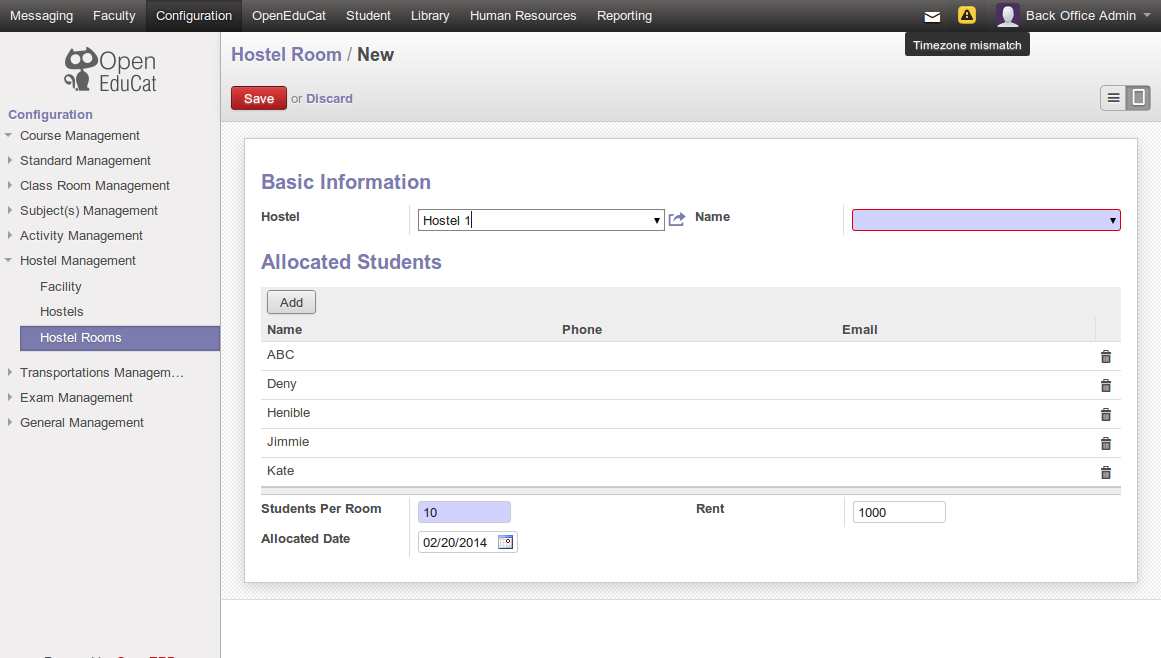 Messaging Faculty Configuration OpenEduCat Student Library Human Resources Reporting Back Office Admin
Timezone mismatch
Open
EduCat
Configuration
Course Management
Standard Management
Class Room Management
Subject(s) Management
Activity Management
Hostel Management
Facility
Hostels
Hostel Rooms
Transportations Managem…
Exam Management
General Management
Hostel Room / New
Save or Discard
Basic Information
Hostel Hostel 1 Name
Allocated Students
Add
Name Phone Email
ABC
Deny
Henible
Jimmie
Kate
Students Per Room 10 Rent 1000
Allocated Date 02/20/2014